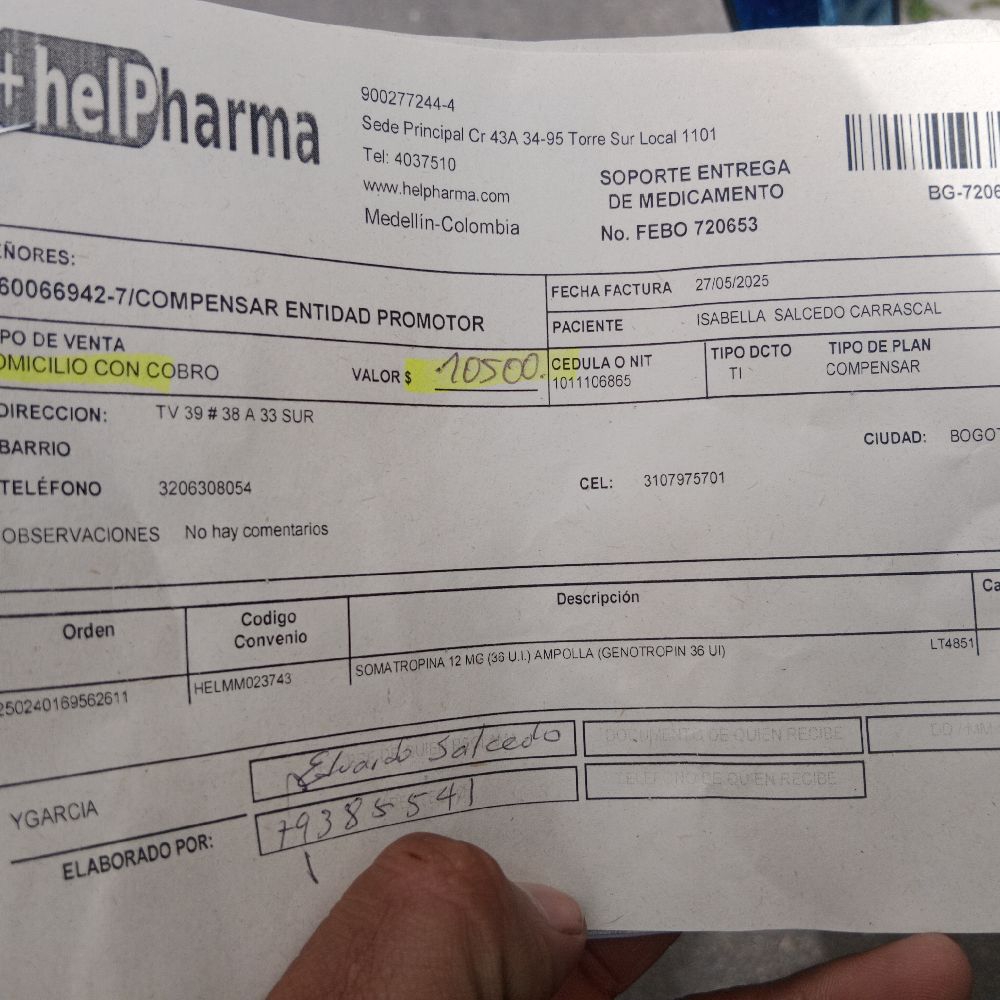 +helPharma
900277244-4
Sede Principal Cr 43A 34-95 Torre Sur Local 1101
Tel: 4037510
www.helpharma.com
Medellín-Colombia
SOPORTE ENTREGA
DE MEDICAMENTO
No. FEBO 720653
BG-7206
EÑORES:
60066942-7/COMPENSAR ENTIDAD PROMOTOR
FECHA FACTURA 27/05/2025
PACIENTE ISABELLA SALCEDO CARRASCAL
IPO DE VENTA
OMICILIO CON COBRO
VALOR $ 10500.
CEDULA O NIT
1011106865
TIPO DCTO
TI
TIPO DE PLAN
COMPENSAR
DIRECCION: TV 39 # 38 A 33 SUR
BARRIO
CIUDAD: BOGOT
TELÉFONO 3206308054
CEL: 3107975701
OBSERVACIONES No hay comentarios
Orden Codigo Convenio Descripción Ca
250240169562611 HELMM023743 SOMATROPINA 12 MG (36 U.I.) AMPOLLA (GENOTROPIN 36 UI) LT4851
Eduardo Salcedo
DOCUMENTO DE QUIEN RECIBE
DD / MM
79385541
TELEFONO DE QUIEN RECIBE
YGARCIA
ELABORADO POR: